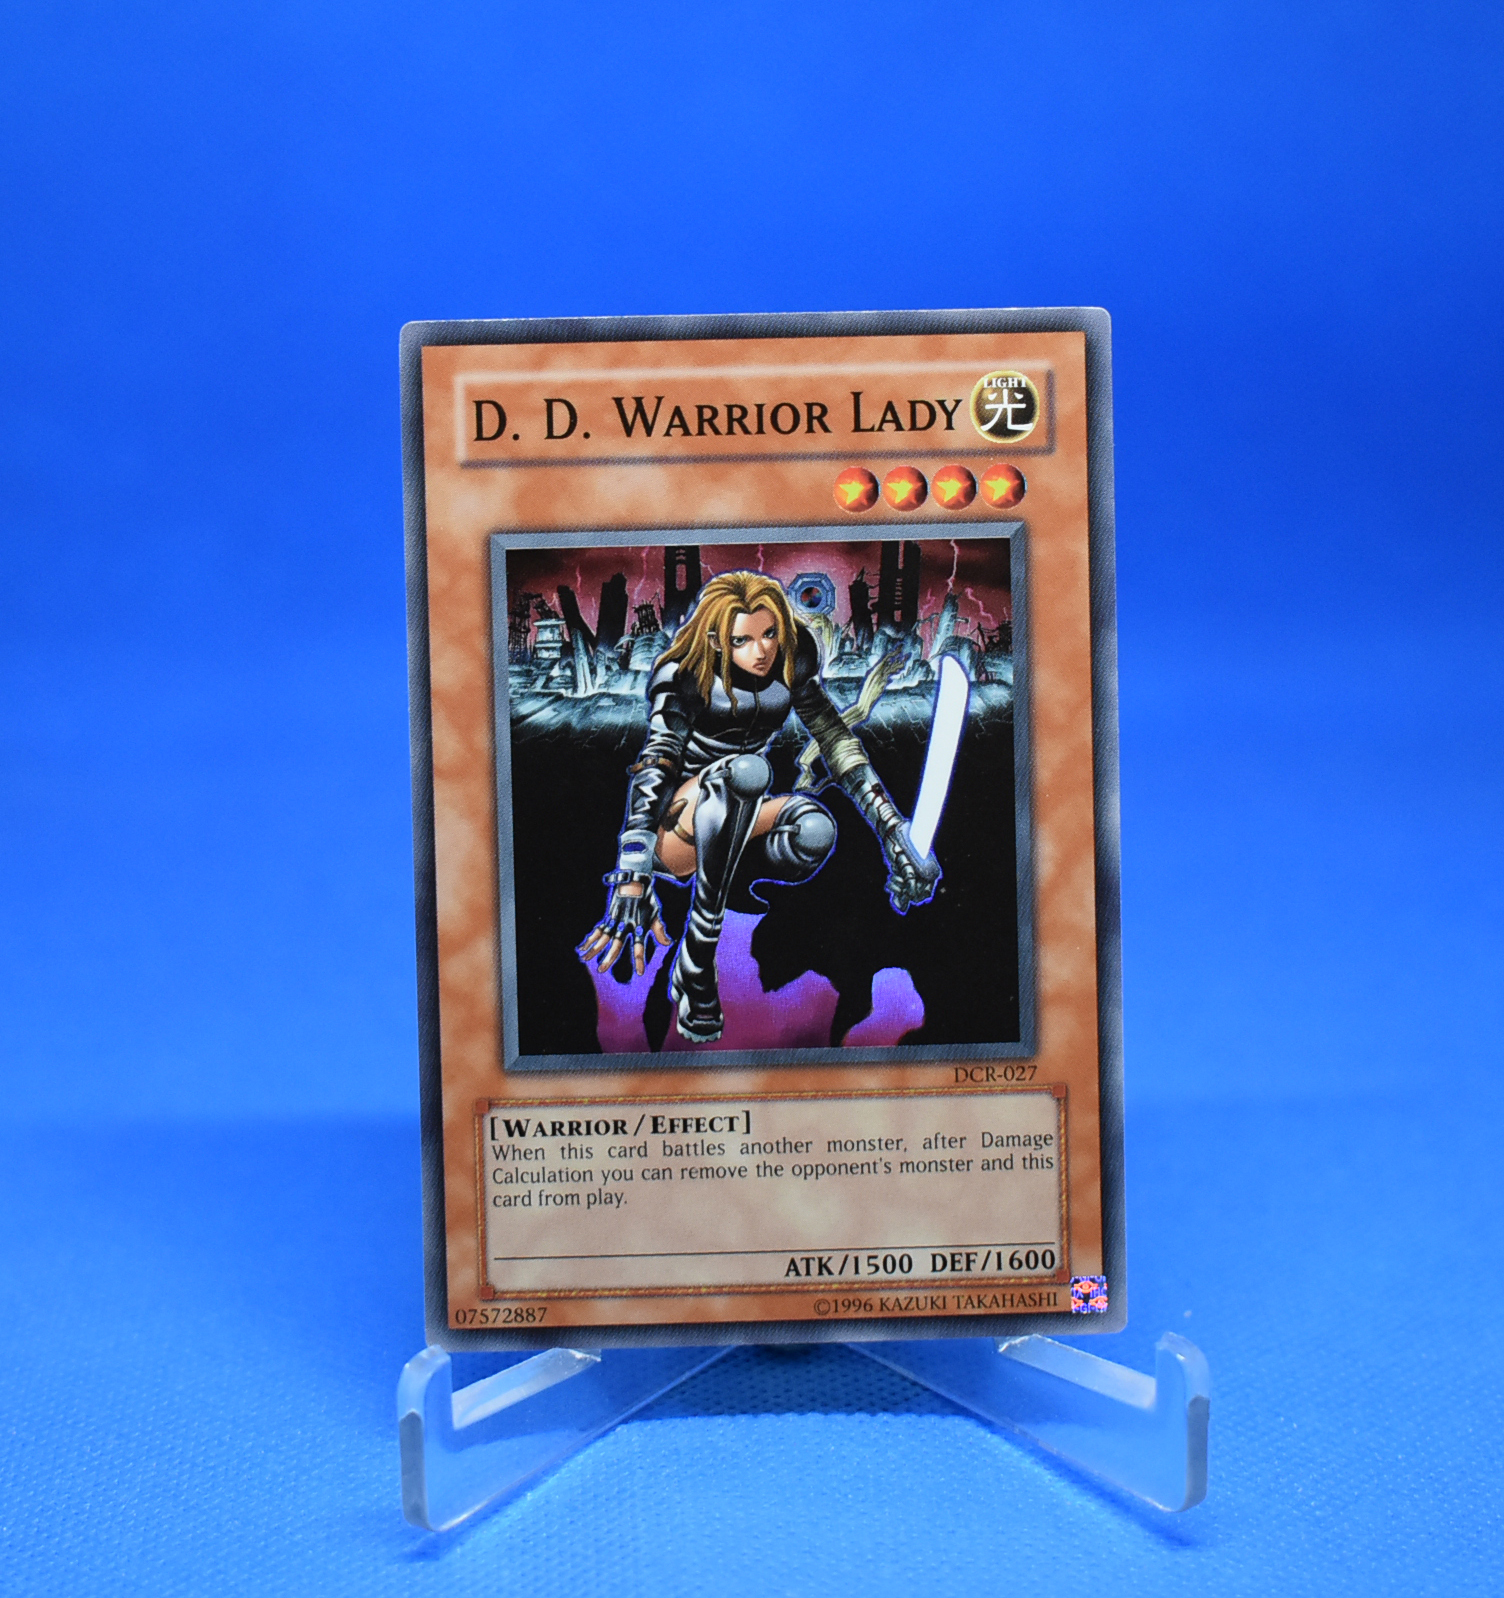 D. D. WARRIOR LADY
LIGHT
光
DCR-027
[WARRIOR/EFFECT]
When this card battles another monster, after Damage
Calculation you can remove the opponent's monster and this
card from play.
ATK/1500 DEF/1600
07572887
©1996 KAZUKI TAKAHASHI